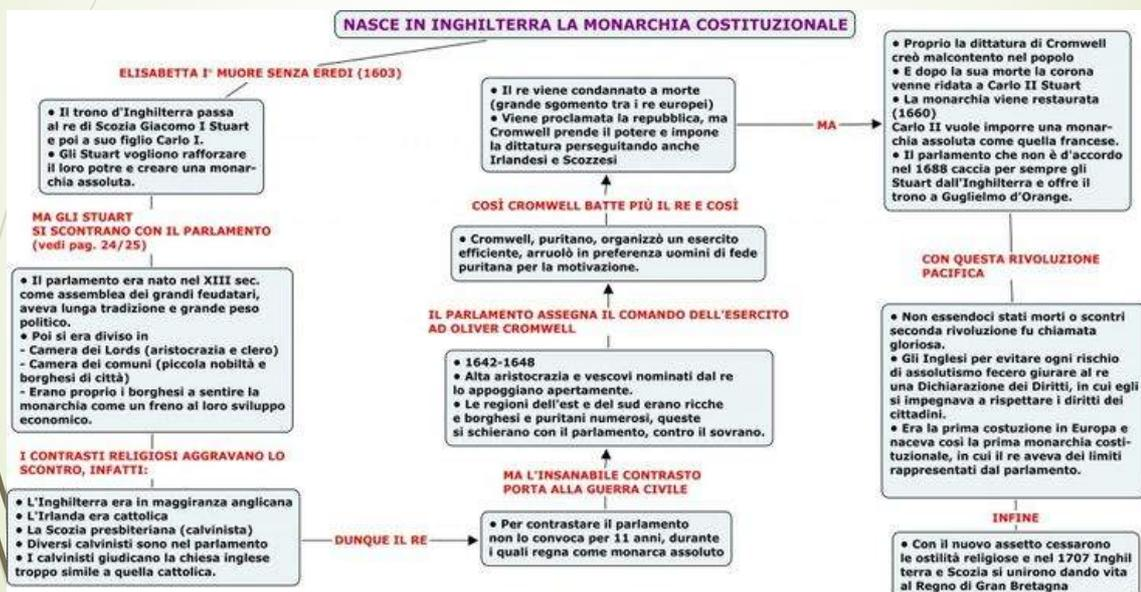 NASCE IN INGHILTERRA LA MONARCHIA COSTITUZIONALE
ELISABETTA I° MUORE SENZA EREDI (1603)
• Il trono d'Inghilterra passa
al re di Scozia Giacomo I Stuart
e poi a suo figlio Carlo I.
• Gli Stuart vogliono rafforzare
il loro potre e creare una monar-
chia assoluta.
MA GLI STUART
SI SCONTRANO CON IL PARLAMENTO
(vedi pag. 24/25)
• Il parlamento era nato nel XIII sec.
come assemblea dei grandi feudatari,
aveva lunga tradizione e grande peso
politico.
• Poi si era diviso in
- Camera dei Lords (aristocrazia e clero)
- Camera dei comuni (piccola nobiltà e
borghesi di città)
- Erano proprio i borghesi a sentire la
monarchia come un freno al loro sviluppo
economico.
I CONTRASTI RELIGIOSI AGGRAVANO LO
SCONTRO, INFATTI:
• L'Inghilterra era in maggiranza anglicana
• L'Irlanda era cattolica
• La Scozia presbiteriana (calvinista)
• Diversi calvinisti sono nel parlamento
• I calvinisti giudicano la chiesa inglese
troppo simile a quella cattolica.
DUNQUE IL RE
• Per contrastare il parlamento
non lo convoca per 11 anni, durante
i quali regna come monarca assoluto
MA L'INSANABILE CONTRASTO
PORTA ALLA GUERRA CIVILE
• 1642-1648
• Alta aristocrazia e vescovi nominati dal re
lo appoggiano apertamente.
• Le regioni dell'est e del sud erano ricche
e borghesi e puritani numerosi, queste
si schierano con il parlamento, contro il sovrano.
IL PARLAMENTO ASSEGNA IL COMANDO DELL'ESERCITO
AD OLIVER CROMWELL
• Cromwell, puritano, organizzò un esercito
efficiente, arruolò in preferenza uomini di fede
puritana per la motivazione.
COSÌ CROMWELL BATTE PIÙ IL RE E COSÌ
• Il re viene condannato a morte
(grande sgomento tra i re europei)
• Viene proclamata la repubblica, ma
Cromwell prende il potere e impone
la dittatura perseguitando anche
Irlandesi e Scozzesi
MA
• Proprio la dittatura di Cromwell
creò malcontento nel popolo
• E dopo la sua morte la corona
venne ridata a Carlo II Stuart
• La monarchia viene restaurata
(1660)
Carlo II vuole imporre una monar-
chia assoluta come quella francese.
• Il parlamento che non è d'accordo
nel 1688 caccia per sempre gli
Stuart dall'Inghilterra e offre il
trono a Guglielmo d'Orange.
CON QUESTA RIVOLUZIONE
PACIFICA
• Non essendoci stati morti o scontri
seconda rivoluzione fu chiamata
gloriosa.
• Gli Inglesi per evitare ogni rischio
di assolutismo fecero giurare al re
una Dichiarazione dei Diritti, in cui egli
si impegnava a rispettare i diritti dei
cittadini.
• Era la prima costuzione in Europa e
naceva così la prima monarchia costi-
tuzionale, in cui il re aveva dei limiti
rappresentati dal parlamento.
INFINE
• Con il nuovo assetto cessarono
le ostilità religiose e nel 1707 Inghil
terra e Scozia si unirono dando vita
al Regno di Gran Bretagna